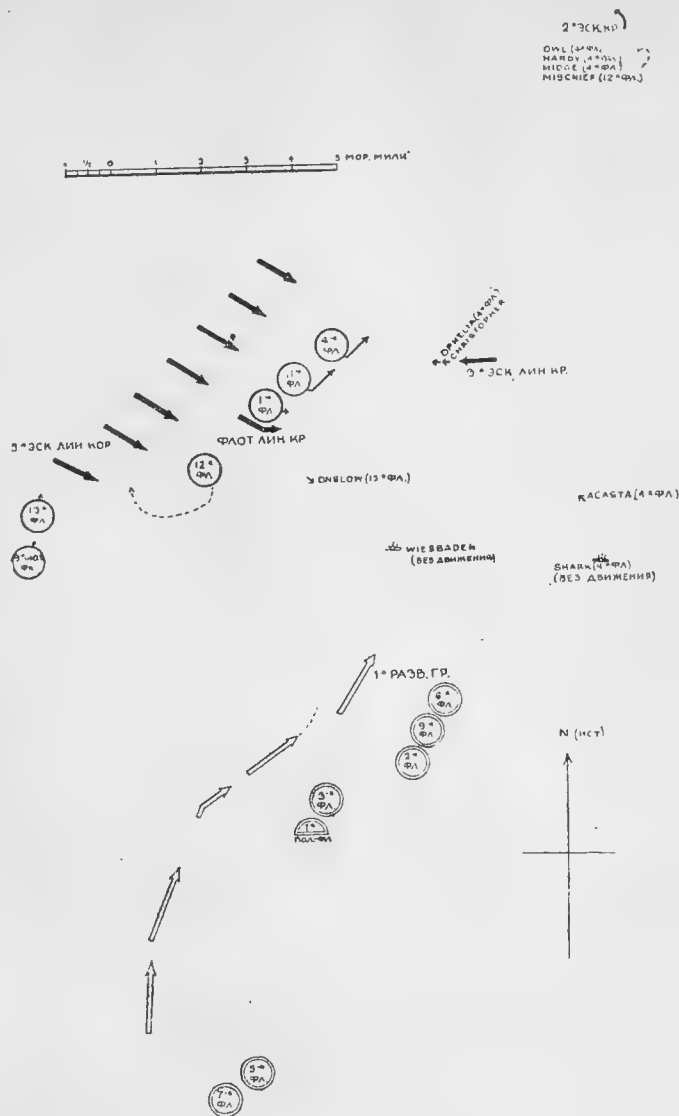 2-я ЭСК. КР
OWL (4-я ФЛ)
HARDY (4-я ФЛ)
MIDGE (4-я ФЛ)
MISCHIEF (12-я ФЛ)
1 ½ 0 1 2 3 4 5 МОР. МИЛИ
OPHELIA (4-я ФЛ)
CHRISTOPHER
3-я ЭСК. ЛИН КР.
4-я
ФЛ
11-я
ФЛ
1-я
ФЛ
5-я ЭСК ЛИН КОР
ФЛОТ ЛИН КР
12-я
ФЛ
ONSLOW (13-я ФЛ)
ACASTA (4-я ФЛ)
13-я
ФЛ
ФЛ
WIESBADEN
(БЕЗ ДВИЖЕНИЯ)
SHARK (4-я ФЛ)
(БЕЗ ДВИЖЕНИЯ)
1-я РАЗВ. ГР.
6-я
ФЛ
9-я
ФЛ
2-я
ФЛ
N (ИСТ)
3-я
ФЛ
1-я
ПОЛ-ФЛ
5-я
ФЛ
7-я
ФЛ